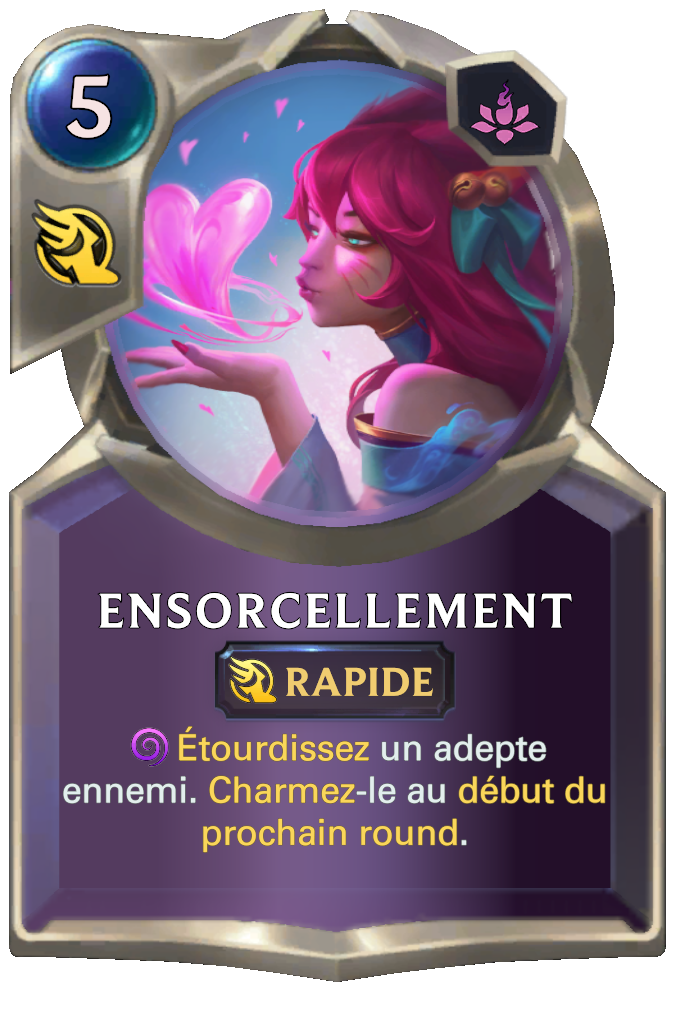 5
ENSORCELLEMENT
RAPIDE
Étourdissez un adepte
ennemi. Charmez-le au début du
prochain round.